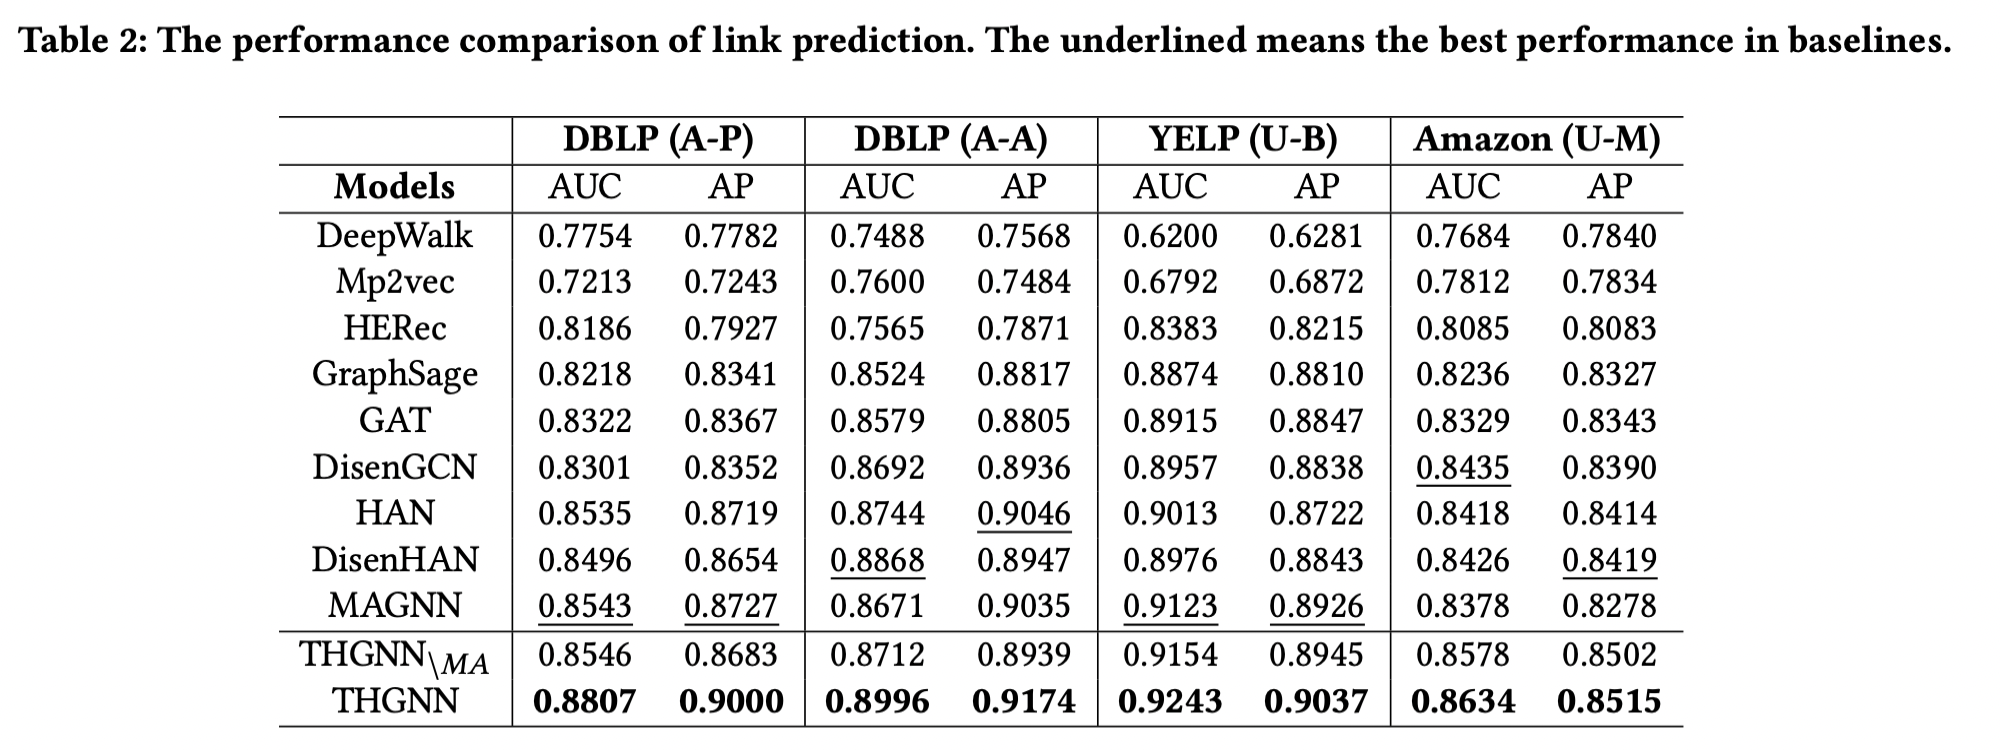 Table 2: The performance comparison of link prediction. The underlined means the best performance in baselines.
DBLP (A-P) DBLP (A-A) YELP (U-B) Amazon (U-M)
Models AUC AP AUC AP AUC AP AUC AP
DeepWalk 0.7754 0.7782 0.7488 0.7568 0.6200 0.6281 0.7684 0.7840
Mp2vec 0.7213 0.7243 0.7600 0.7484 0.6792 0.6872 0.7812 0.7834
HERec 0.8186 0.7927 0.7565 0.7871 0.8383 0.8215 0.8085 0.8083
GraphSage 0.8218 0.8341 0.8524 0.8817 0.8874 0.8810 0.8236 0.8327
GAT 0.8322 0.8367 0.8579 0.8805 0.8915 0.8847 0.8329 0.8343
DisenGCN 0.8301 0.8352 0.8692 0.8936 0.8957 0.8838 0.8435 0.8390
HAN 0.8535 0.8719 0.8744 0.9046 0.9013 0.8722 0.8418 0.8414
DisenHAN 0.8496 0.8654 0.8868 0.8947 0.8976 0.8843 0.8426 0.8419
MAGNN 0.8543 0.8727 0.8671 0.9035 0.9123 0.8926 0.8378 0.8278
THGNN\MA 0.8546 0.8683 0.8712 0.8939 0.9154 0.8945 0.8578 0.8502
THGNN 0.8807 0.9000 0.8996 0.9174 0.9243 0.9037 0.8634 0.8515